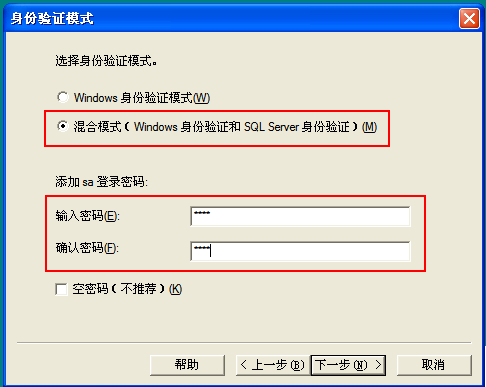 身份验证模式
选择身份验证模式。
Windows 身份验证模式(W)
混合模式（Windows 身份验证和 SQL Server 身份验证）(M)
添加 sa 登录密码:
输入密码(E): ****
确认密码(F): ****
空密码（不推荐）(K)
帮助 < 上一步(B) 下一步(N) > 取消